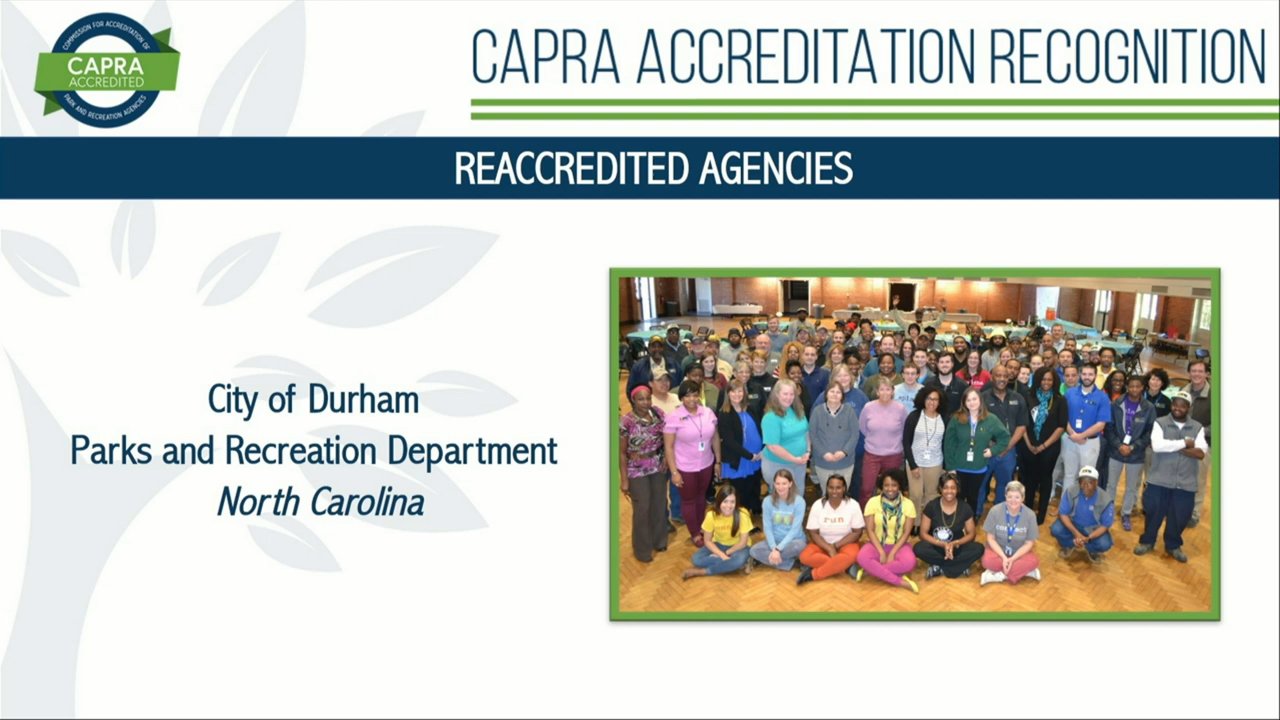 COMMISSION FOR ACCREDITATION OF
CAPRA
ACCREDITED
PARK AND RECREATION AGENCIES
CAPRA ACCREDITATION RECOGNITION
REACCREDITED AGENCIES
City of Durham
Parks and Recreation Department
North Carolina
run